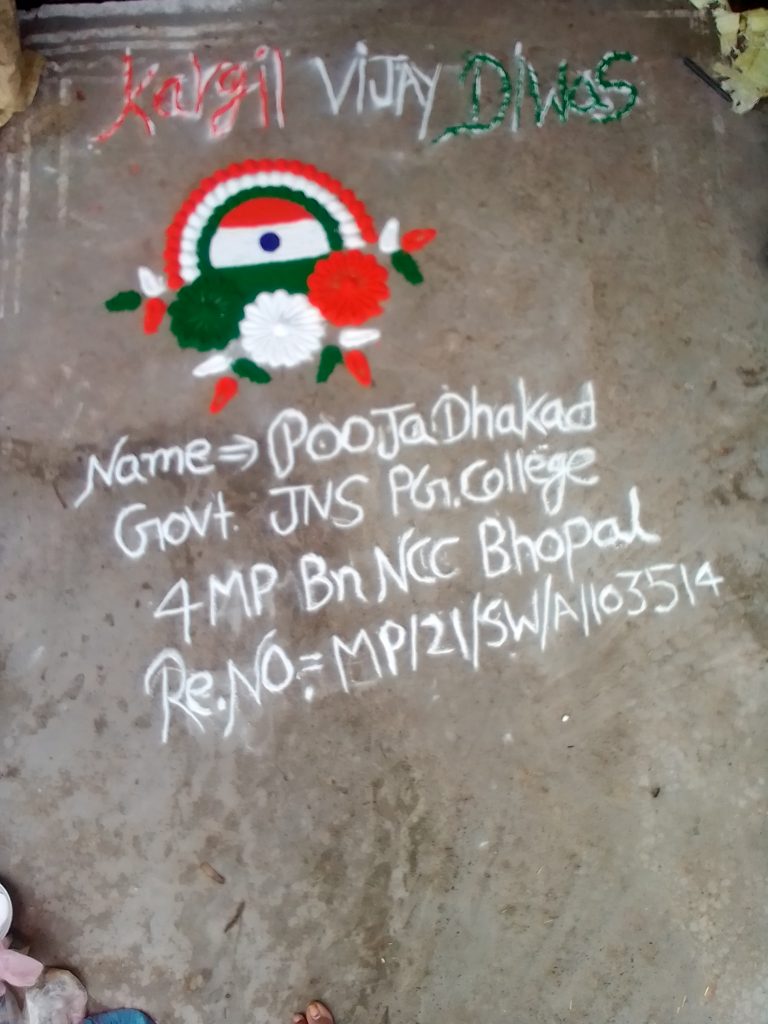 Kargil VIJAY DIWAS
Name⇒ POOJa Dhakad
Govt. JNS PG.College
4 MP Bn NCC Bhopal
Re.NO:=MP/21/SW/A/103514